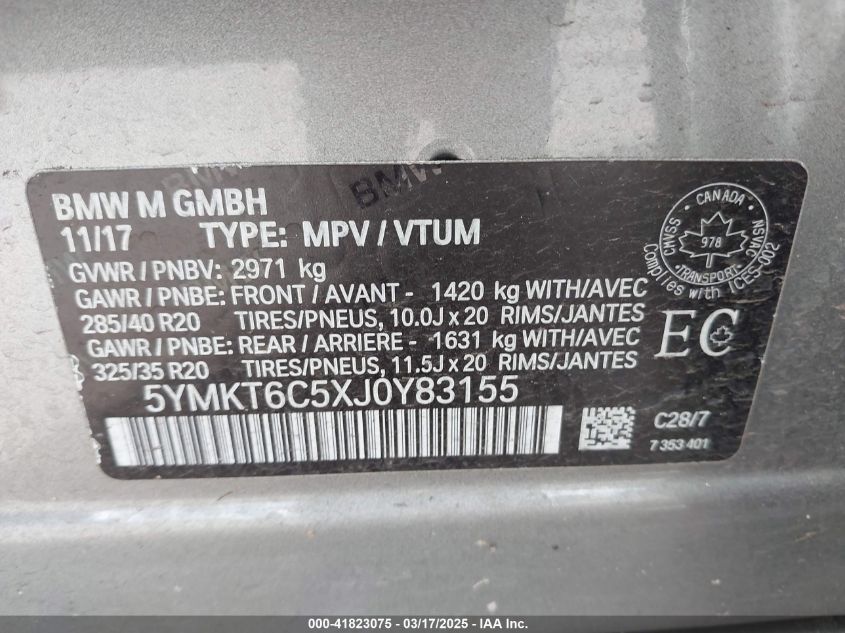 BMW M GMBH
11/17 TYPE: MPV / VTUM
GVWR / PNBV: 2971 kg
GAWR / PNBE: FRONT / AVANT - 1420 kg WITH/AVEC
285/40 R20 TIRES/PNEUS, 10.0J x 20 RIMS/JANTES
GAWR / PNBE: REAR / ARRIERE - 1631 kg WITH/AVEC
325/35 R20 TIRES/PNEUS, 11.5J x 20 RIMS/JANTES
5YMKT6C5XJ0Y83155
CANADA
CMVSS
NSVAC
978
TRANSPORT
Complies with ICES-002
EC
C28/7
7 353 401
BMW
000-41823075 - 03/17/2025 - IAAI.com